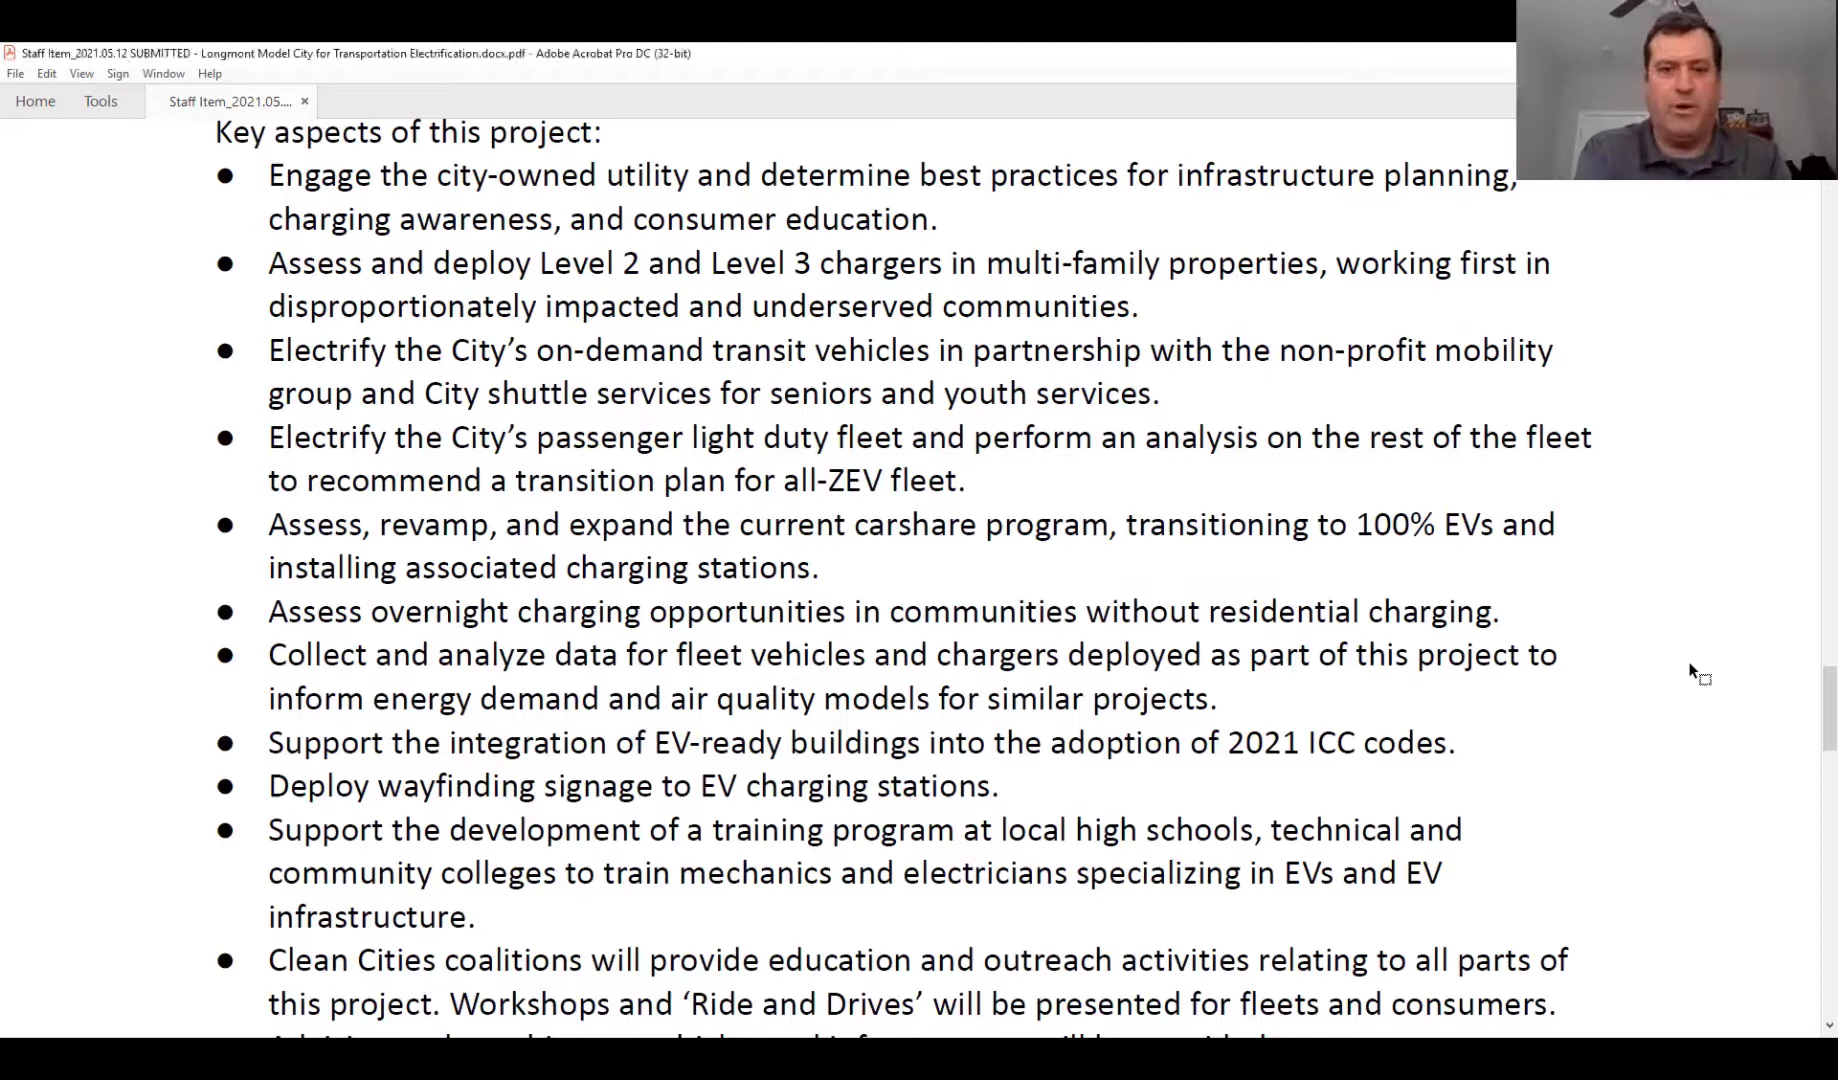 Staff Item_2021.05.12 SUBMITTED - Longmont Model City for Transportation Electrification.docx.pdf - Adobe Acrobat Pro DC (32-bit)
File Edit View Sign Window Help
Home Tools Staff Item_2021.05.... ×
Key aspects of this project:
● Engage the city-owned utility and determine best practices for infrastructure planning,
charging awareness, and consumer education.
● Assess and deploy Level 2 and Level 3 chargers in multi-family properties, working first in
disproportionately impacted and underserved communities.
● Electrify the City’s on-demand transit vehicles in partnership with the non-profit mobility
group and City shuttle services for seniors and youth services.
● Electrify the City’s passenger light duty fleet and perform an analysis on the rest of the fleet
to recommend a transition plan for all-ZEV fleet.
● Assess, revamp, and expand the current carshare program, transitioning to 100% EVs and
installing associated charging stations.
● Assess overnight charging opportunities in communities without residential charging.
● Collect and analyze data for fleet vehicles and chargers deployed as part of this project to
inform energy demand and air quality models for similar projects.
● Support the integration of EV-ready buildings into the adoption of 2021 ICC codes.
● Deploy wayfinding signage to EV charging stations.
● Support the development of a training program at local high schools, technical and
community colleges to train mechanics and electricians specializing in EVs and EV
infrastructure.
● Clean Cities coalitions will provide education and outreach activities relating to all parts of
this project. Workshops and ‘Ride and Drives’ will be presented for fleets and consumers.